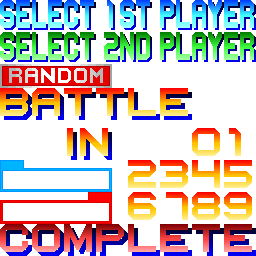 SELECT 1ST PLAYER
SELECT 2ND PLAYER
RANDOM
BATTLE
IN 01
2345
6789
COMPLETE